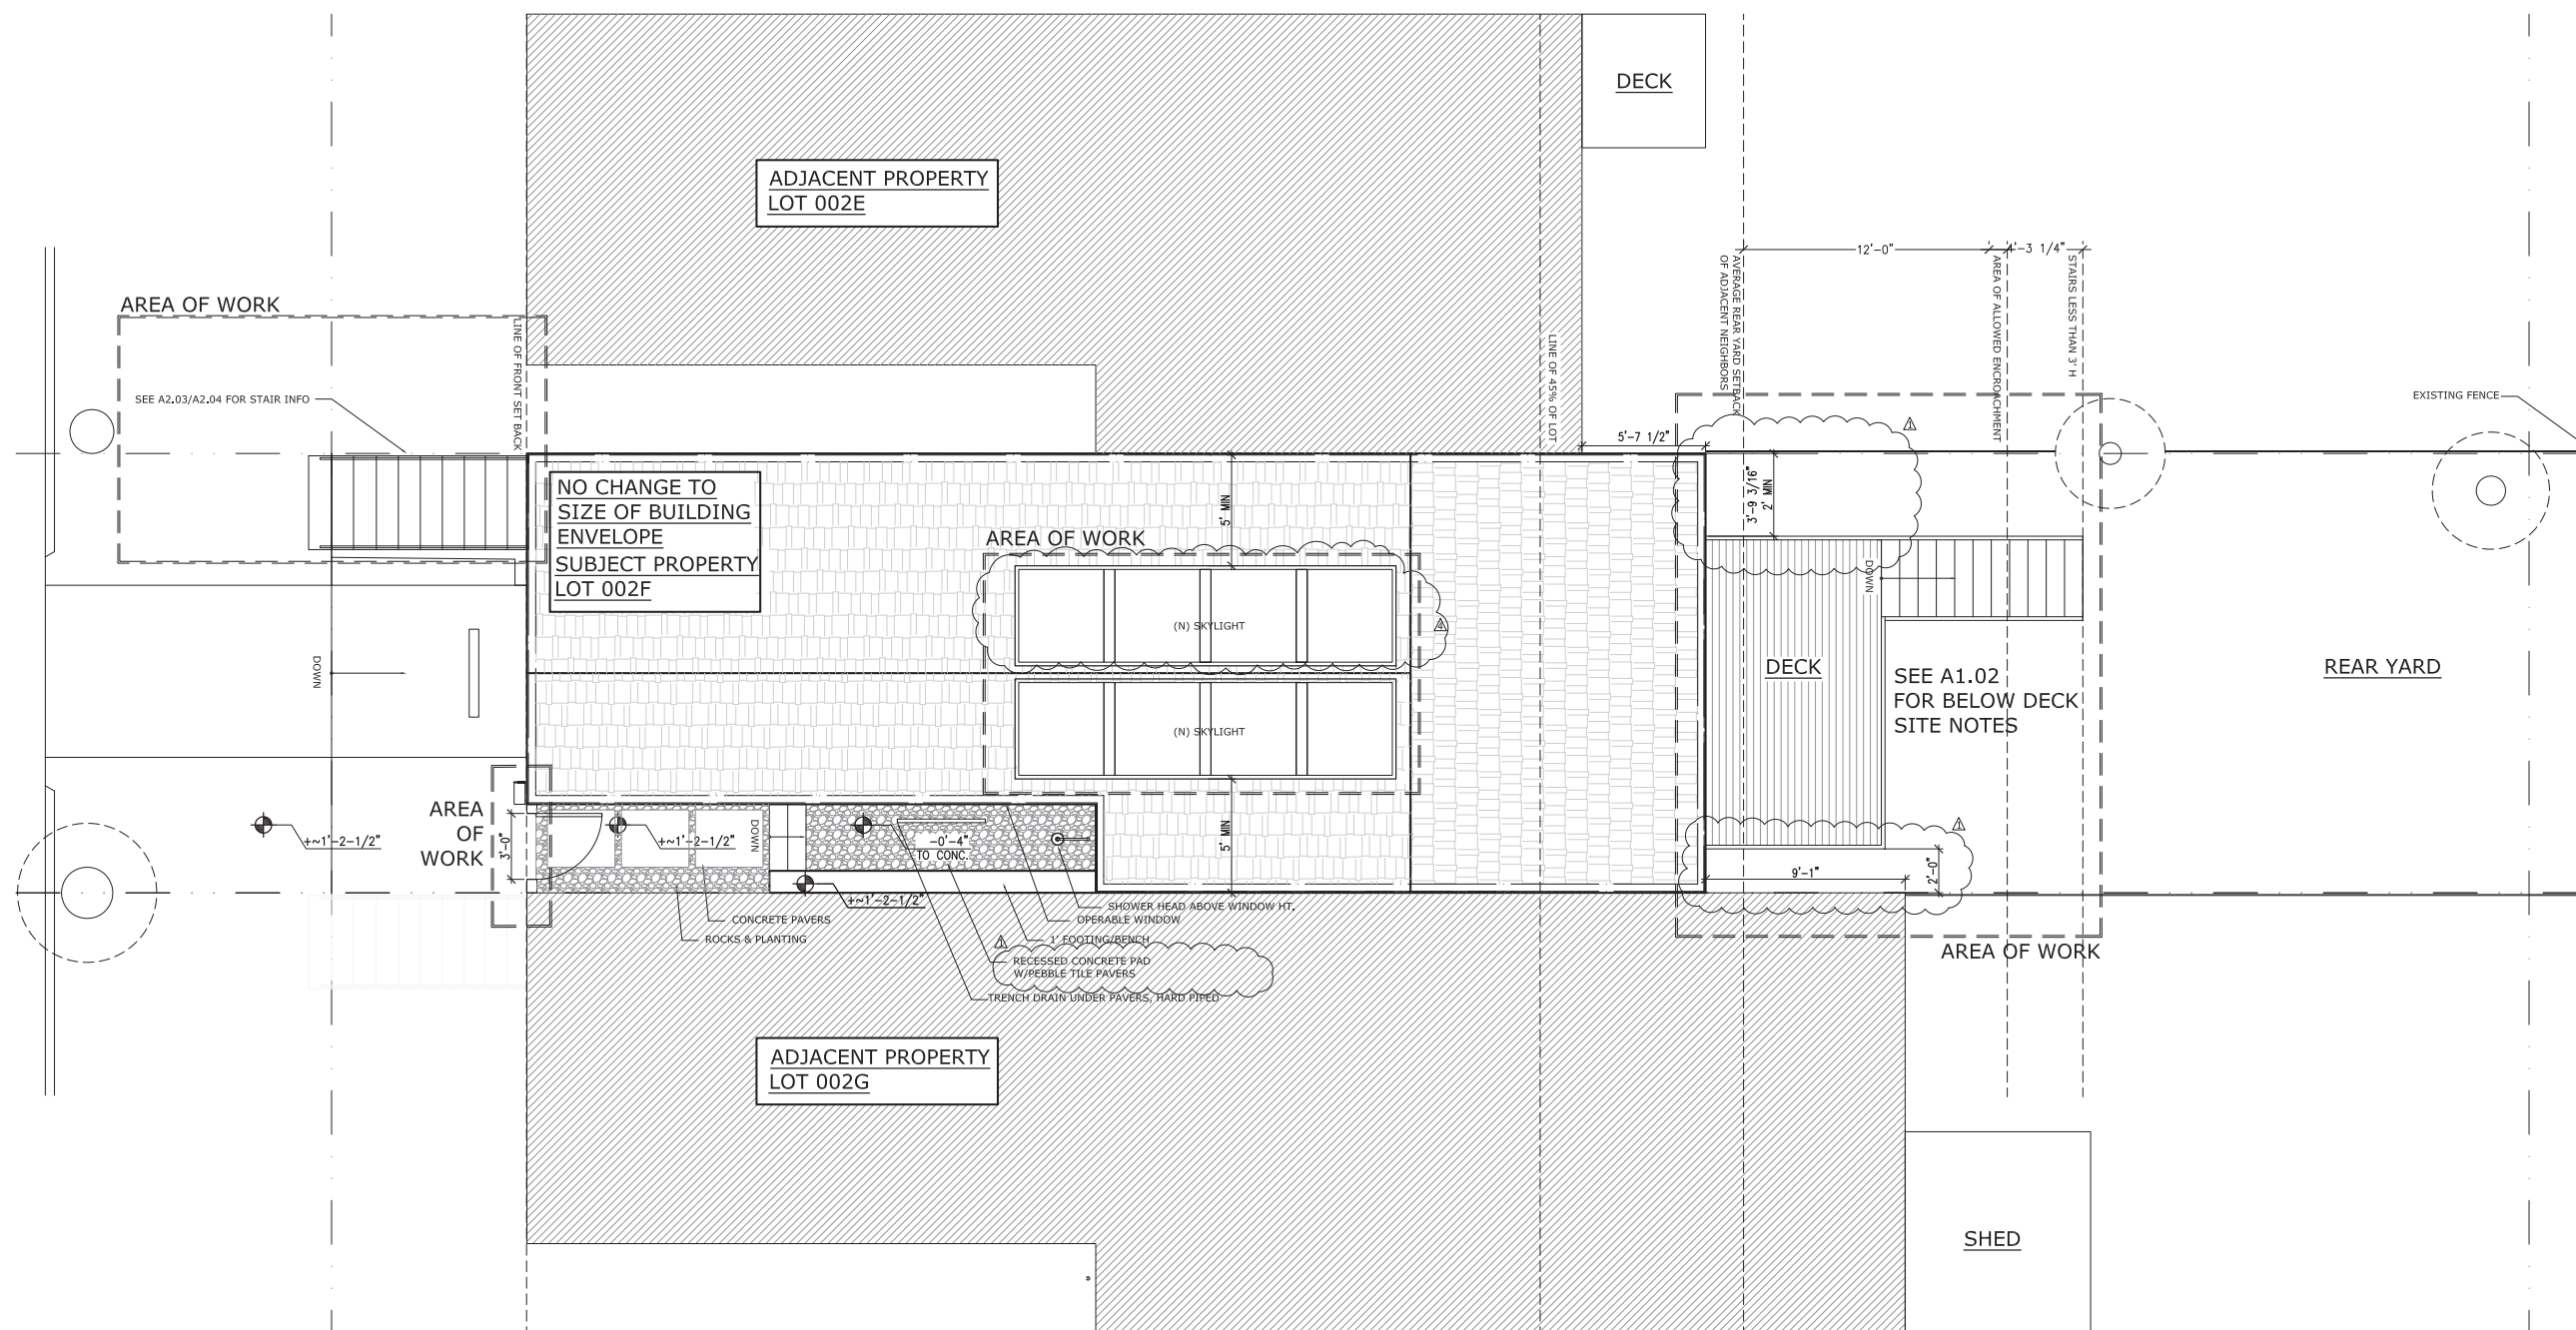 DECK
ADJACENT PROPERTY
LOT 002E
12'-0"
4'-3 1/4"
AVERAGE REAR YARD SETBACK
OF ADJACENT NEIGHBORS
AREA OF ALLOWED ENCROACHMENT
STAIRS LESS THAN 3' H
AREA OF WORK
LINE OF FRONT SET BACK
LINE OF 45% OF LOT
SEE A2.03/A2.04 FOR STAIR INFO
EXISTING FENCE
1
5'-7 1/2"
NO CHANGE TO
SIZE OF BUILDING
ENVELOPE
SUBJECT PROPERTY
LOT 002F
5' MIN
3'-9 3/16"
2' MIN
AREA OF WORK
DOWN
(N) SKYLIGHT
4
DOWN
DECK
SEE A1.02
FOR BELOW DECK
SITE NOTES
REAR YARD
(N) SKYLIGHT
AREA
OF
WORK
3'-0"
+~1'-2-1/2"
+~1'-2-1/2"
DOWN
-0'-4"
TO CONC.
5' MIN
1
9'-1"
2'-0"
+~1'-2-1/2"
SHOWER HEAD ABOVE WINDOW HT.
CONCRETE PAVERS
OPERABLE WINDOW
ROCKS & PLANTING
1' FOOTING/BENCH
1
RECESSED CONCRETE PAD
W/PEBBLE TILE PAVERS
TRENCH DRAIN UNDER PAVERS, HARD PIPED
AREA OF WORK
ADJACENT PROPERTY
LOT 002G
SHED